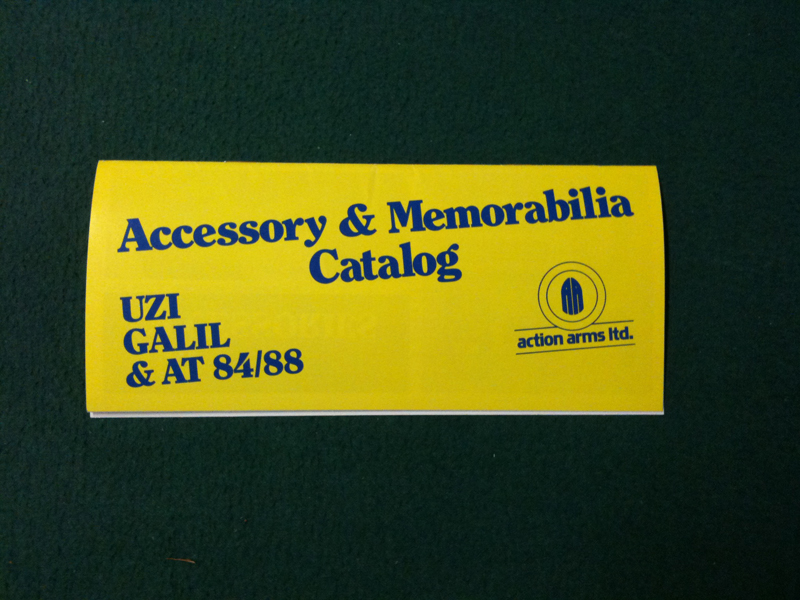 Accessory & Memorabilia
Catalog
UZI
GALIL
& AT 84/88
action arms ltd.